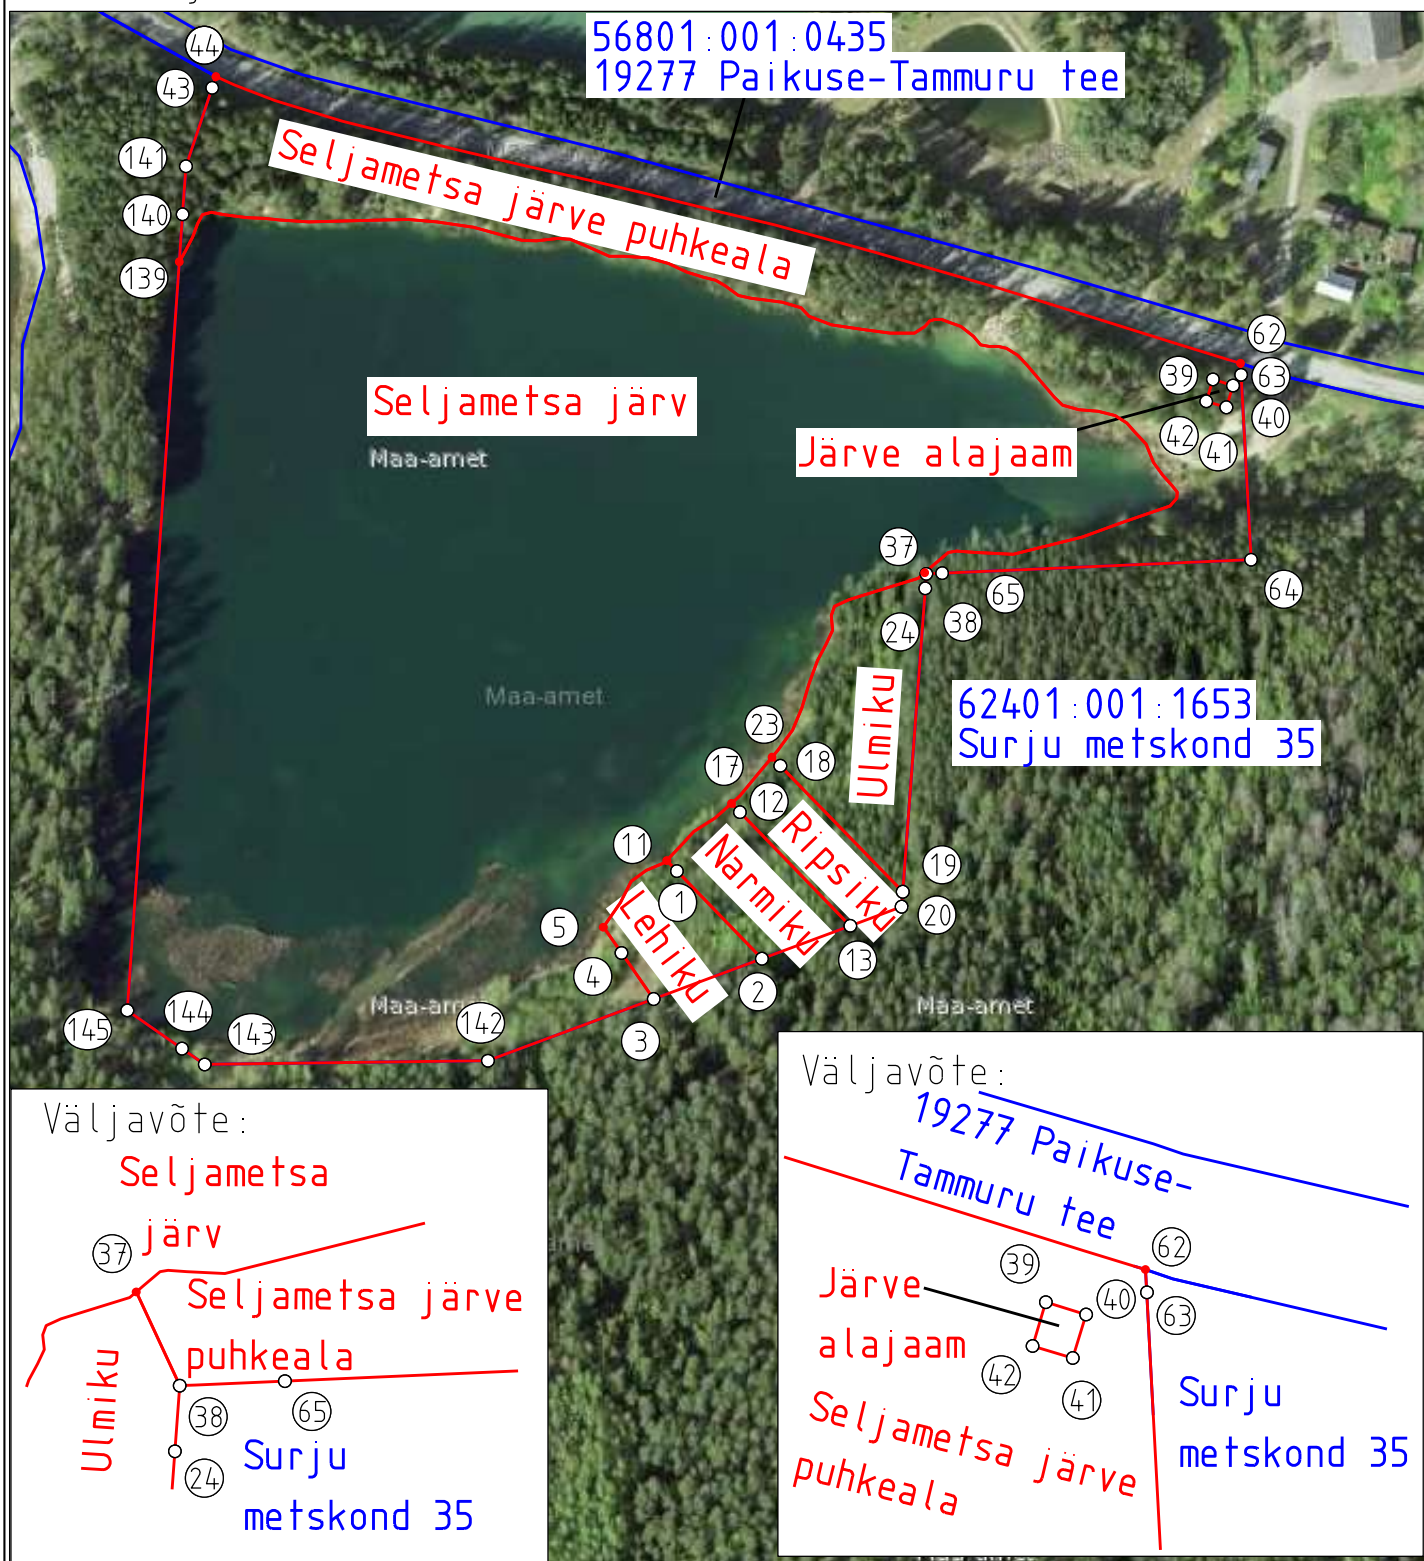 56801:001:0435
19277 Paikuse-Tammuru tee
44
43
141
140
139
Seljametsa järve puhkeala
62
63
39
40
42
41
Seljametsa järv
Maa-amet
Järve alajaam
37
65
64
38
24
Maa-amet
Ulmiku
62401:001:1653
Surju metskond 35
23
17
18
12
Ripsiku
11
Narmiku
19
1
20
Lehiku
5
13
4
2
Maa-amet
Maa-amet
144
145
143
142
3
Väljavõte:
Seljametsa
järv
37
Seljametsa järve
puhkeala
Ulmiku
38
65
24
Surju
metskond 35
Väljavõte:
19277 Paikuse-
Tammuru tee
62
39
40
63
Järve
alajaam
42
41
Surju
metskond 35
Seljametsa järve
puhkeala